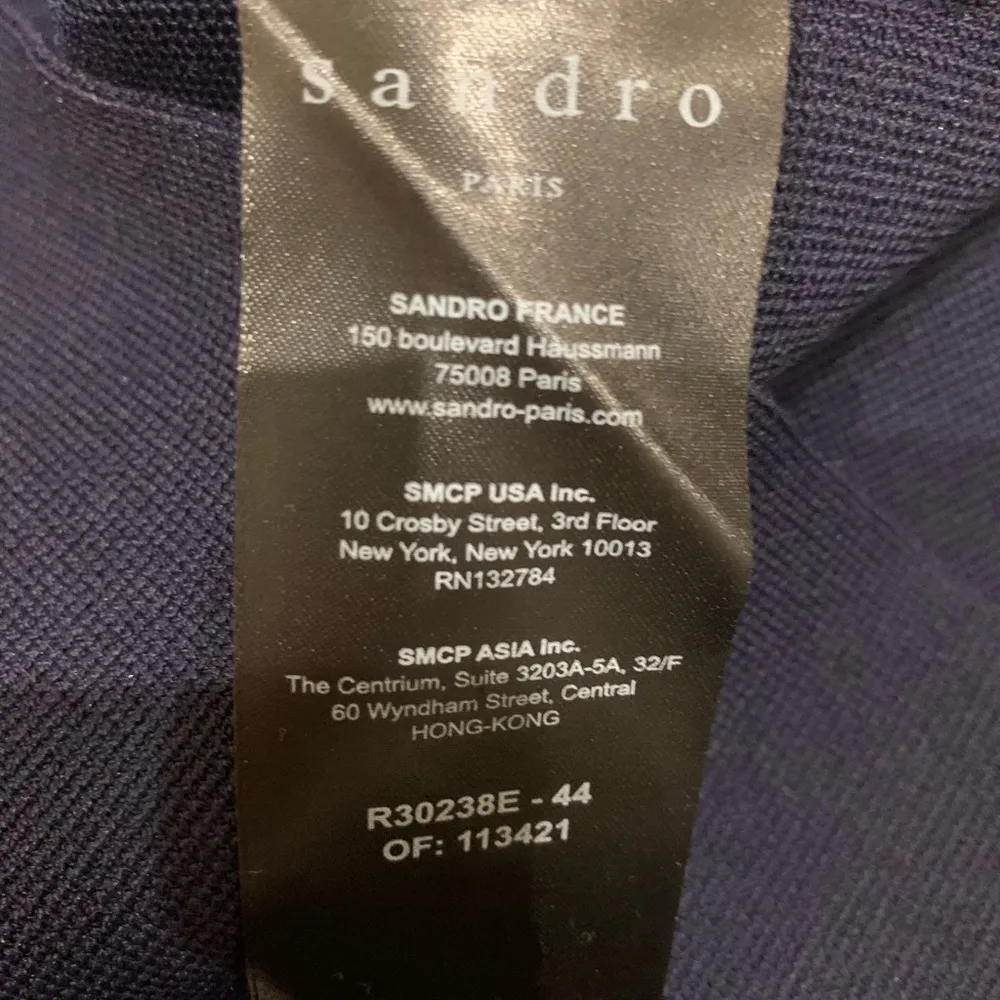 sandro
PARIS
SANDRO FRANCE
150 boulevard Haussmann
75008 Paris
www.sandro-paris.com
SMCP USA Inc.
10 Crosby Street, 3rd Floor
New York, New York 10013
RN132784
SMCP ASIA Inc.
The Centrium, Suite 3203A-5A, 32/F
60 Wyndham Street, Central
HONG-KONG
R30238E - 44
OF: 113421